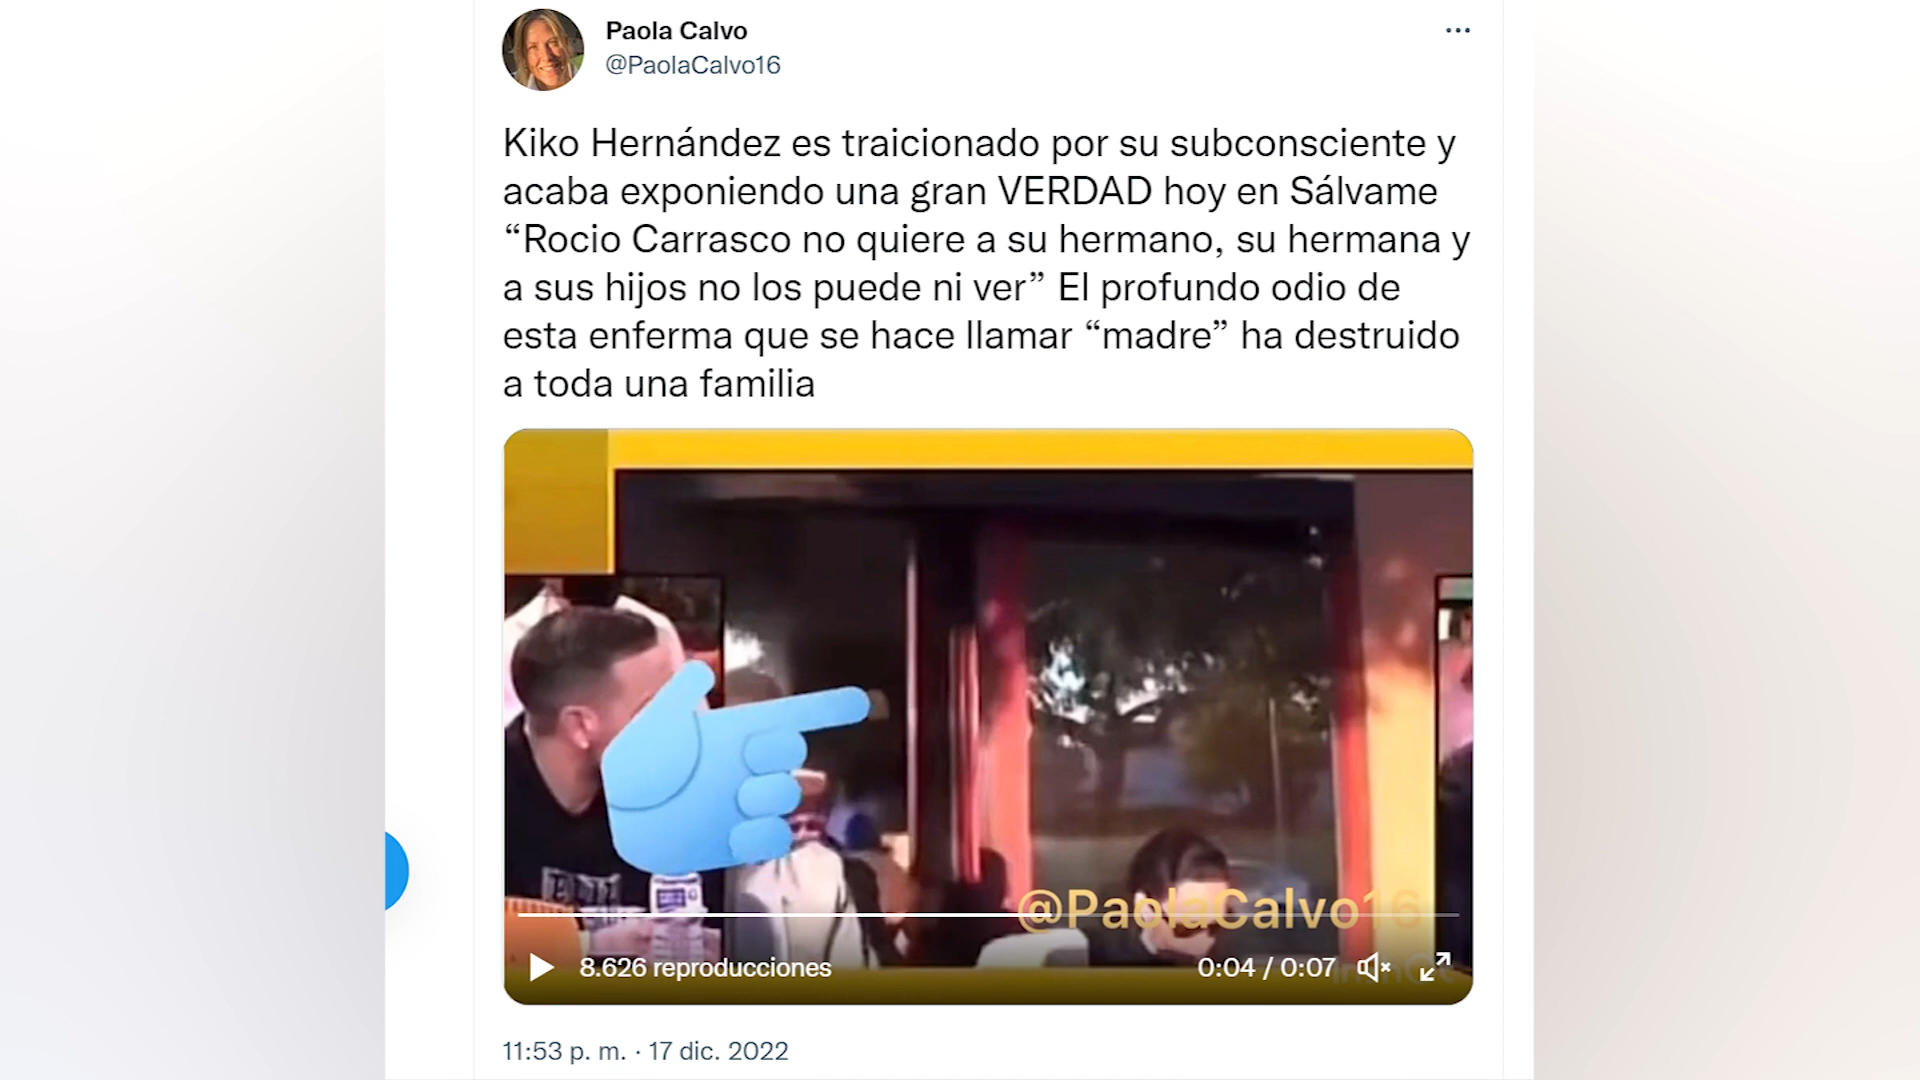 Paola Calvo
@PaolaCalvo16
Kiko Hernández es traicionado por su subconsciente y
acaba exponiendo una gran VERDAD hoy en Sálvame
“Rocio Carrasco no quiere a su hermano, su hermana y
a sus hijos no los puede ni ver” El profundo odio de
esta enferma que se hace llamar “madre” ha destruido
a toda una familia
@PaolaCalvo16
8.626 reproducciones
0:04 / 0:07
11:53 p. m. · 17 dic. 2022